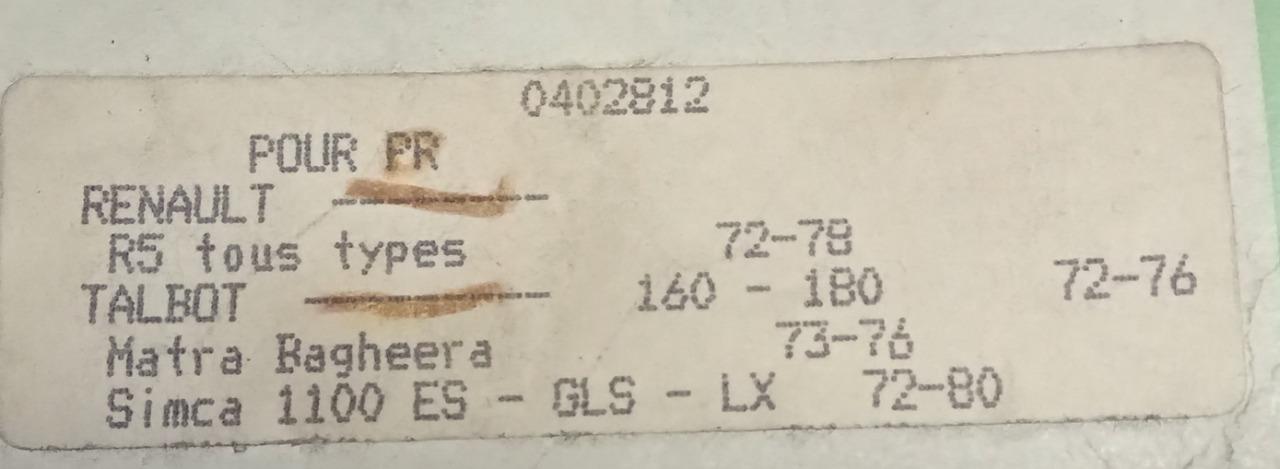 0402812
POUR PR
RENAULT ----------
R5 tous types 72-78
TALBOT ----------- 160 - 180 72-76
Matra Bagheera 73-76
Simca 1100 ES - GLS - LX 72-80